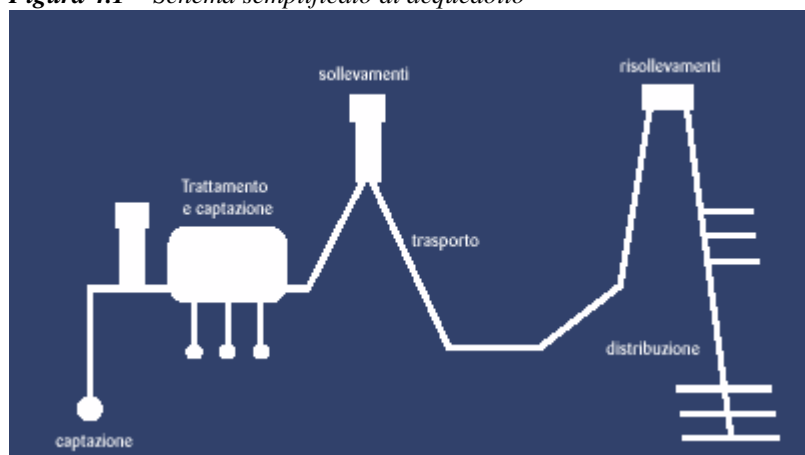 Figura 4.1 Schema semplificato di acquedotto
sollevamenti
risollevamenti
Trattamento
e captazione
trasporto
distribuzione
captazione